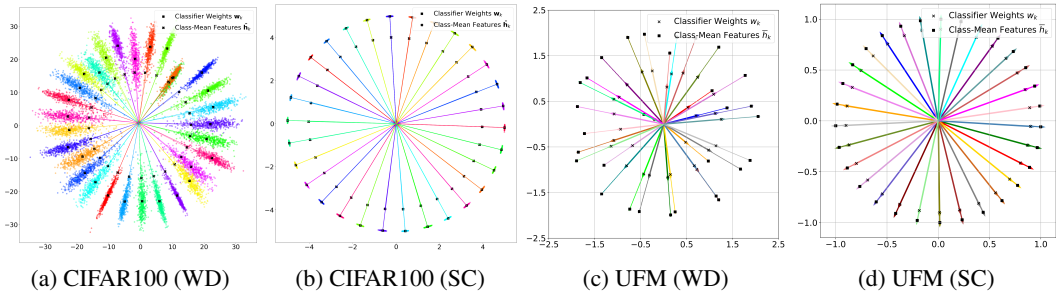 Classifier Weights w_k
Class-Mean Features h̄_k
30
20
10
0
−10
−20
−30
−30 −20 −10 0 10 20 30
(a) CIFAR100 (WD)
Classifier Weights w_k
Class-Mean Features h̄_k
4
2
0
−2
−4
−4 −2 0 2 4
(b) CIFAR100 (SC)
Classifier Weights w_k
Class-Mean Features h̄_k
2.5
1.5
0.5
−0.5
−1.5
−2.5
−2.5 −1.5 −0.5 0.5 1.5 2.5
(c) UFM (WD)
Classifier Weights w_k
Class-Mean Features h̄_k
1.0
0.5
0.0
−0.5
−1.0
−1.0 −0.5 0.0 0.5 1.0
(d) UFM (SC)